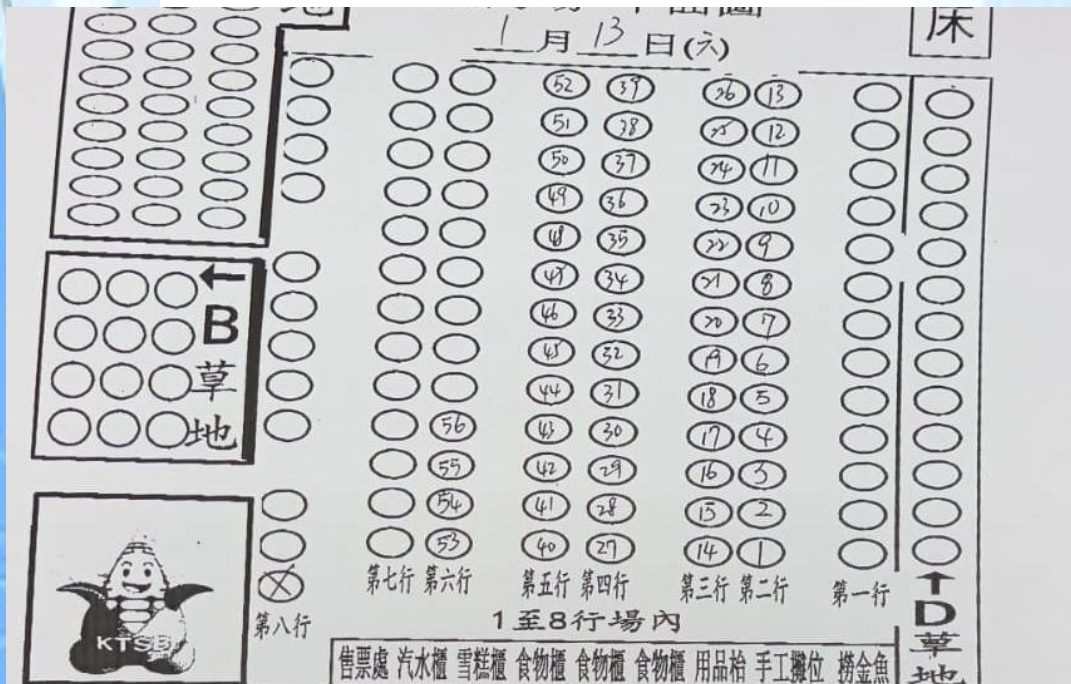 地
床
1月13日(六)
52 39 26 13
51 38 25 12
50 37 24 11
49 36 23 10
48 35 22 9
← 47 34 21 8
B 46 33 20 7
45 32 19 6
草 44 31 18 5
地 56 43 30 17 4
55 42 29 16 3
54 41 28 15 2
53 40 27 14 1
第八行 第七行 第六行 第五行 第四行 第三行 第二行 第一行
↑
D
草
地
1至8行場內
KTSB
售票處 汽水櫃 雪糕櫃 食物櫃 食物櫃 食物櫃 用品枱 手工攤位 撈金魚